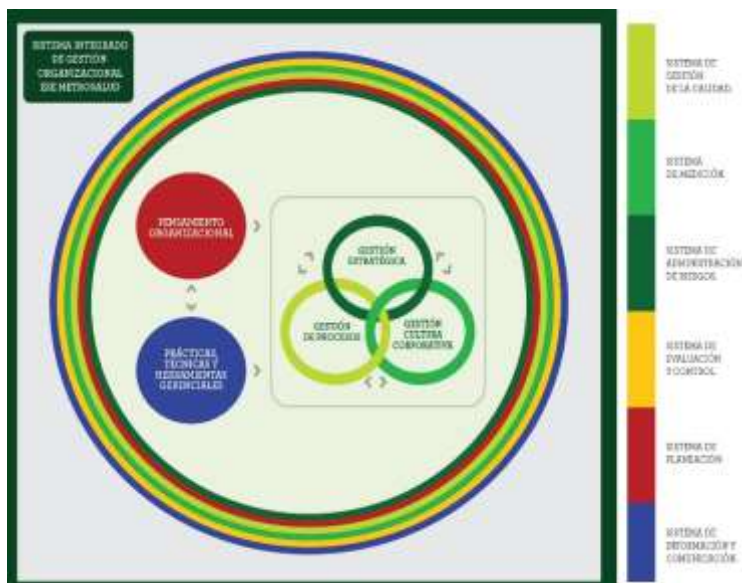 SISTEMA INTEGRADO
DE GESTIÓN
ORGANIZACIONAL
ESE METROSALUD
PENSAMIENTO
ORGANIZACIONAL
PRÁCTICAS,
TÉCNICAS Y
HERRAMIENTAS
GERENCIALES
GESTIÓN
ESTRATÉGICA
GESTIÓN
DE PROCESOS
GESTIÓN
CULTURA
CORPORATIVA
SISTEMA DE
GESTIÓN
DE LA CALIDAD
SISTEMA
DE MEDICIÓN
SISTEMA DE
ADMINISTRACIÓN
DE RIESGOS
SISTEMA DE
EVALUACIÓN
Y CONTROL
SISTEMA DE
PLANEACIÓN
SISTEMA DE
INFORMACIÓN Y
COMUNICACIÓN